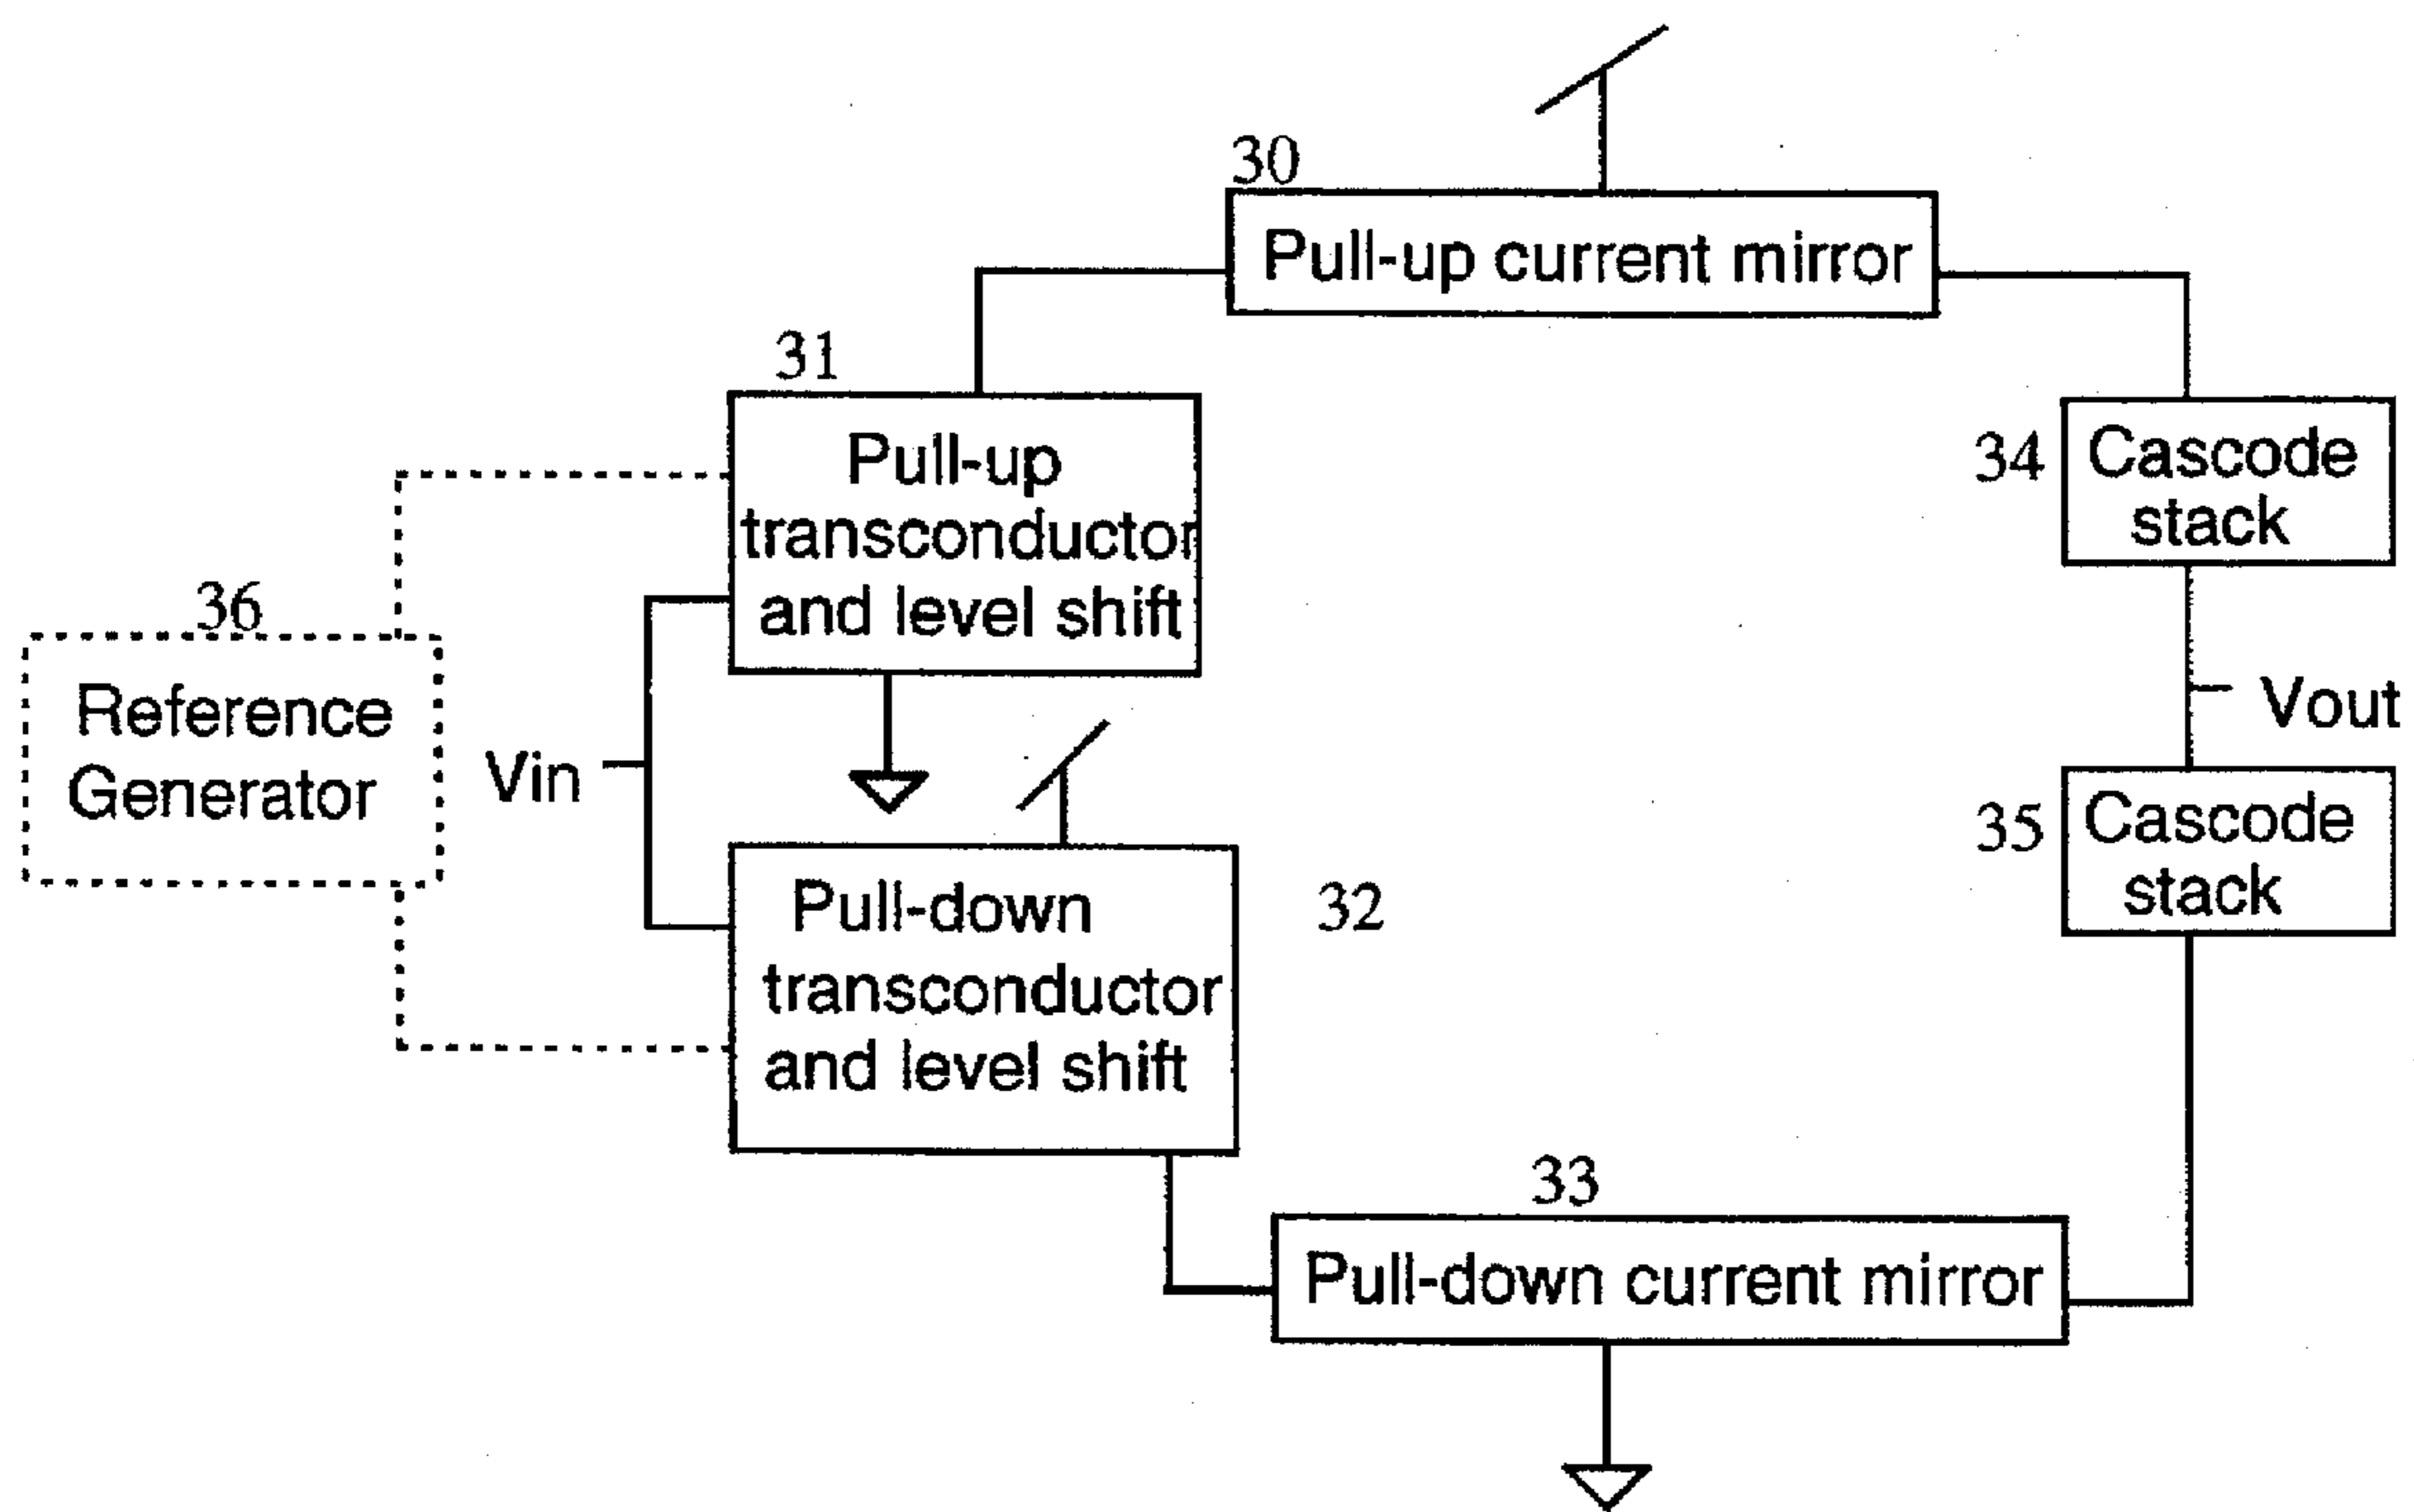 30
Pull-up current mirror
31
Pull-up
transconductor
and level shift
34
Cascode
stack
36
Reference
Generator
Vin
Vout
32
Pull-down
transconductor
and level shift
35
Cascode
stack
33
Pull-down current mirror